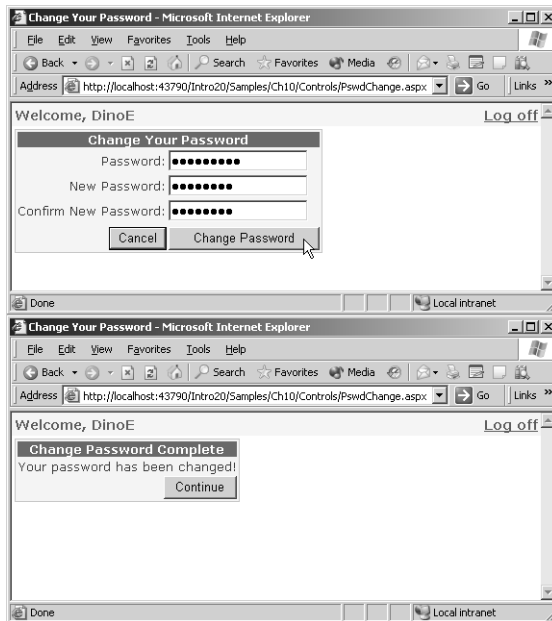 Change Your Password - Microsoft Internet Explorer
File Edit View Favorites Tools Help
Back Search Favorites Media
Address http://localhost:43790/Intro20/Samples/Ch10/Controls/PswdChange.aspx Go Links »
Welcome, DinoE Log off
Change Your Password
Password: ●●●●●●●●●
New Password: ●●●●●●●●
Confirm New Password: ●●●●●●●●
Cancel Change Password
Done Local intranet
Change Your Password - Microsoft Internet Explorer
File Edit View Favorites Tools Help
Back Search Favorites Media
Address http://localhost:43790/Intro20/Samples/Ch10/Controls/PswdChange.aspx Go Links »
Welcome, DinoE Log off
Change Password Complete
Your password has been changed!
Continue
Done Local intranet